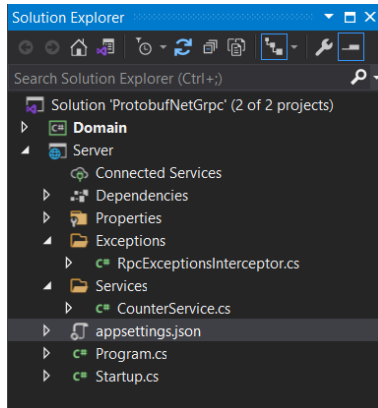 Solution Explorer
Search Solution Explorer (Ctrl+;)
Solution 'ProtobufNetGrpc' (2 of 2 projects)
C# Domain
Server
Connected Services
Dependencies
Properties
Exceptions
C# RpcExceptionsInterceptor.cs
Services
C# CounterService.cs
appsettings.json
C# Program.cs
C# Startup.cs